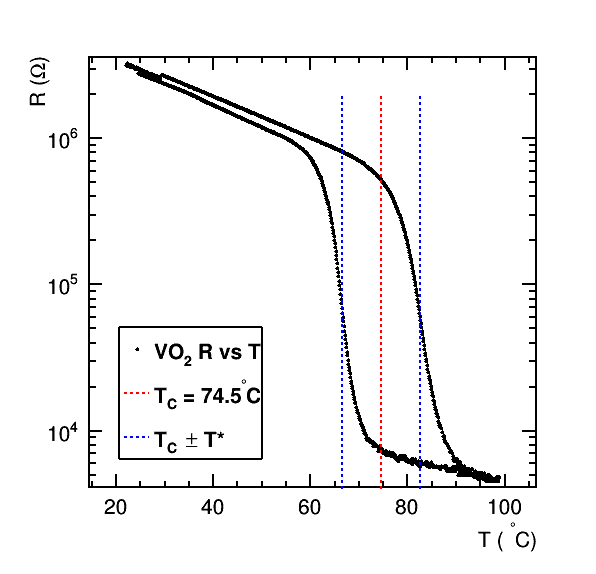 R (Ω)
10⁶
10⁵
10⁴
VO₂ R vs T
T_C = 74.5°C
T_C ± T*
20 40 60 80 100
T (°C)